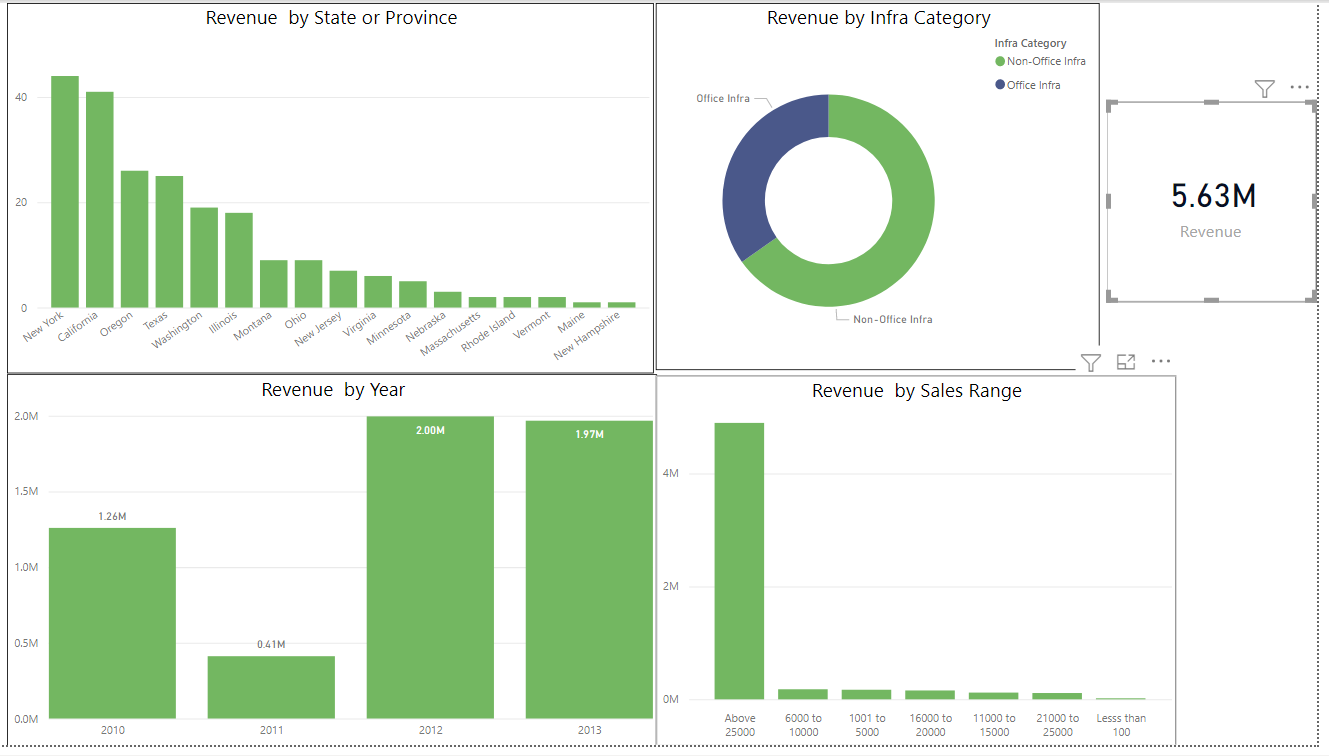 Revenue  by State or Province
40
20
0
New York
California
Oregon
Texas
Washington
Illinois
Montana
Ohio
New Jersey
Virginia
Minnesota
Nebraska
Massachusetts
Rhode Island
Vermont
Maine
New Hampshire
Revenue by Infra Category
Infra Category
Non-Office Infra
Office Infra
Office Infra
Non-Office Infra
5.63M
Revenue
Revenue  by Year
2.0M
1.5M
1.0M
0.5M
0.0M
1.26M
0.41M
2.00M
1.97M
2010
2011
2012
2013
Revenue  by Sales Range
4M
2M
0M
Above
25000
6000 to
10000
1001 to
5000
16000 to
20000
11000 to
15000
21000 to
25000
Lesss than
100